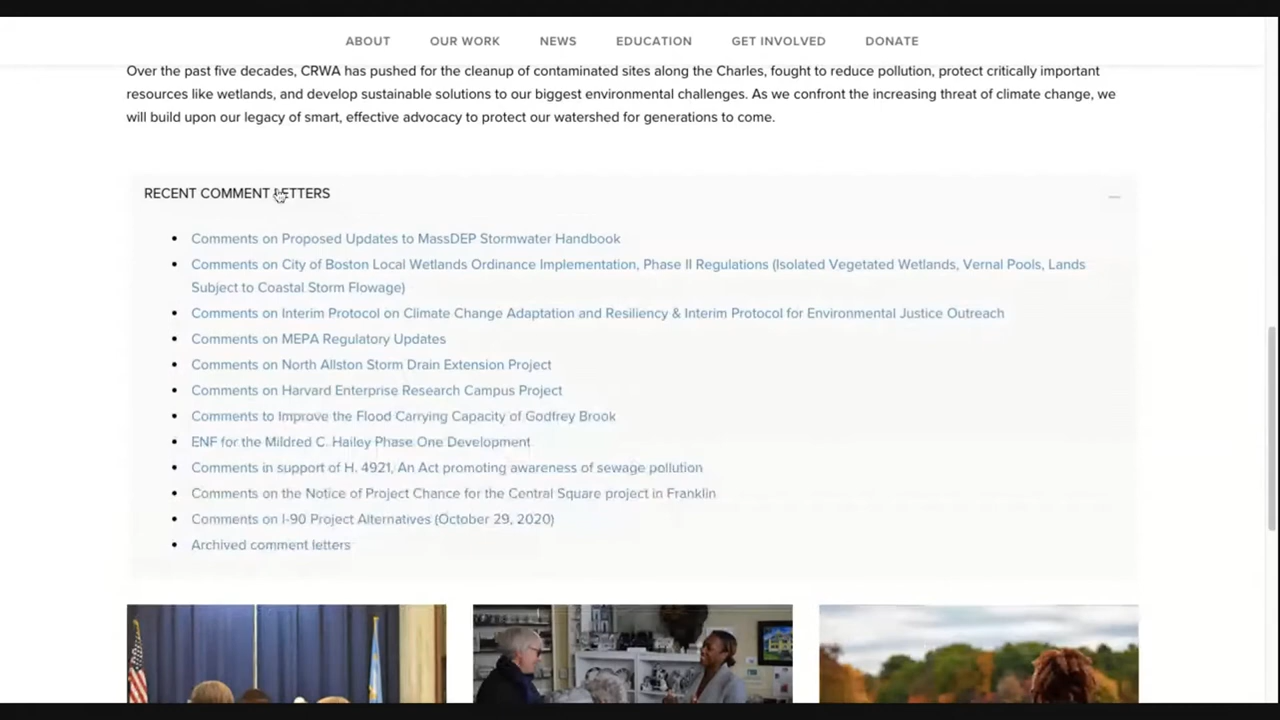 ABOUT OUR WORK NEWS EDUCATION GET INVOLVED DONATE
Over the past five decades, CRWA has pushed for the cleanup of contaminated sites along the Charles, fought to reduce pollution, protect critically important
resources like wetlands, and develop sustainable solutions to our biggest environmental challenges. As we confront the increasing threat of climate change, we
will build upon our legacy of smart, effective advocacy to protect our watershed for generations to come.
RECENT COMMENT LETTERS
Comments on Proposed Updates to MassDEP Stormwater Handbook
Comments on City of Boston Local Wetlands Ordinance Implementation, Phase II Regulations (Isolated Vegetated Wetlands, Vernal Pools, Lands
Subject to Coastal Storm Flowage)
Comments on Interim Protocol on Climate Change Adaptation and Resiliency & Interim Protocol for Environmental Justice Outreach
Comments on MEPA Regulatory Updates
Comments on North Allston Storm Drain Extension Project
Comments on Harvard Enterprise Research Campus Project
Comments to Improve the Flood Carrying Capacity of Godfrey Brook
ENF for the Mildred C. Hailey Phase One Development
Comments in support of H. 4921, An Act promoting awareness of sewage pollution
Comments on the Notice of Project Chance for the Central Square project in Franklin
Comments on I-90 Project Alternatives (October 29, 2020)
Archived comment letters